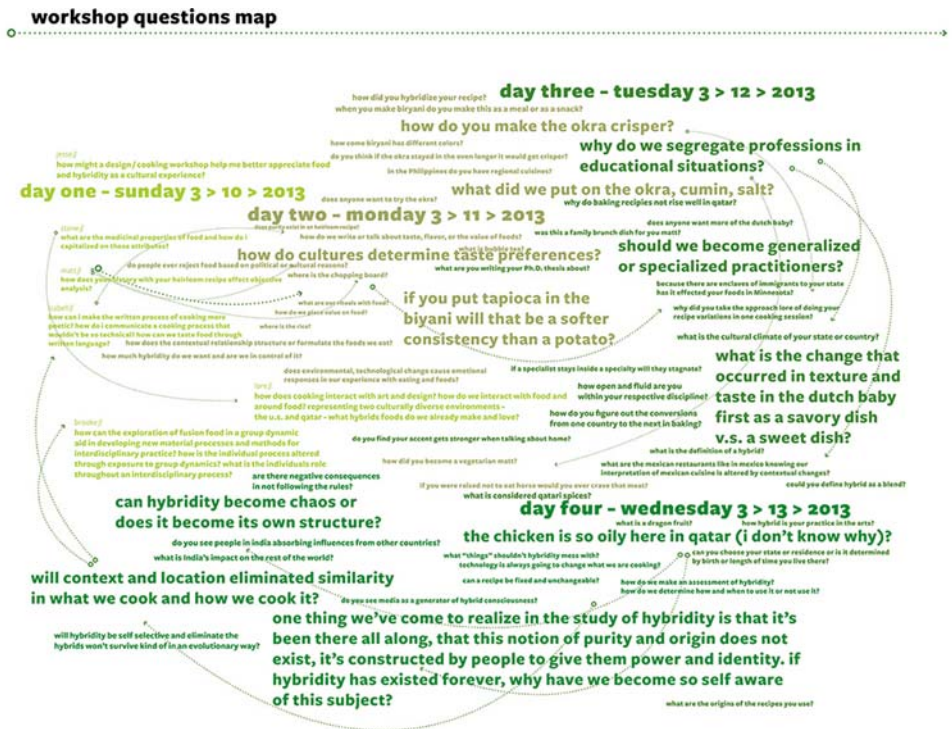 workshop questions map
day three – tuesday 3 > 12 > 2013
how did you hybridize your recipe?
when you make biryani do you make this as a meal or as a snack?
how do you make the okra crisper?
how come biryani has different colors?
why do we segregate professions in
educational situations?
do you think if the okra stayed in the oven longer it would get crisper?
how might a design / cooking workshop help me better appreciate food
and hybridity as a cultural experience?
in the Philippines do you have regional cuisines?
day one – sunday 3 > 10 > 2013
what did we put on the okra, cumin, salt?
does anyone want to try the okra?
why do baking recipies not rise well in qatar?
day two – monday 3 > 11 > 2013
does anyone want more of the dutch baby?
does purity exist in or heirloom recipe?
was this a family brunch dish for you matt?
what are the medicinal properties of food and how do i
capitalized on those attributes?
how do we write or talk about taste, flavor, or the value of foods?
should we become generalized
or specialized practitioners?
what is bubble tea?
how do cultures determine taste preferences?
do people ever reject food based on political or cultural reasons?
what are you writing your Ph.D. thesis about?
where is the chopping board?
how does your history with your heirloom recipe effect objective
analysis?
because there are enclaves of immigrants to your state
has it effected your foods in Minnesota?
what are our rituals with food?
if you put tapioca in the
biyani will that be a softer
consistency than a potato?
how can i make the written process of cooking more
poetic? how do i communicate a cooking process that
wouldn't be so technical? how can we taste food through
written language?
how do we place value on food?
where is the rice?
why did you take the approach lore of doing your
recipe variations in one cooking session?
what is the cultural climate of your state or country?
how does the contextual relationship structure or formulate the foods we eat?
how much hybridity do we want and are we in control of it?
what is the change that
occurred in texture and
taste in the dutch baby
first as a savory dish
v.s. a sweet dish?
does environmental, technological change cause emotional
responses in our experience with eating and foods?
if a specialist stays inside a specialty will they stagnate?
how open and fluid are you
within your respective discipline?
how does cooking interact with art and design? how do we interact with food and
around food? representing two culturally diverse environments –
the u.s. and qatar - what hybrid foods do we already make and love?
how do you figure out the conversions
from one country to the next in baking?
brooke//
how can the exploration of fusion food in a group dynamic
aid in developing new material processes and methods for
interdisciplinary practice? how is the individual process altered
through exposure to group dynamics? what is the individuals role
throughout an interdisciplinary process?
do you find your accent gets stronger when talking about home?
what is the definition of a hybrid?
how did you become a vegetarian matt?
what are the mexican restaurants like in mexico knowing our
interpretation of mexican cuisine is altered by contextual changes?
are there negative consequences
in not following the rules?
if you were raised not to eat horse would you ever crave that meat?
could you define hybrid as a blend?
what is considered qatari spices?
can hybridity become chaos or
does it become its own structure?
day four – wednesday 3 > 13 > 2013
what is a dragon fruit?
how hybrid is your practice in the arts?
the chicken is so oily here in qatar (i don't know why)?
do you see people in india absorbing influences from other countries?
what is India's impact on the rest of the world?
what "things" shouldn't hybridity mess with?
technology is always going to change what we are cooking?
can you choose your state or residence or is it determined
by birth or length of time you live there?
will context and location eliminated similarity
in what we cook and how we cook it?
can a recipe be fixed and unchangeable?
how do we make an assessment of hybridity?
how do we determine how and when to use it or not use it?
do you see media as a generator of hybrid consciousness?
one thing we've come to realize in the study of hybridity is that it's
been there all along, that this notion of purity and origin does not
exist, it's constructed by people to give them power and identity. if
hybridity has existed forever, why have we become so self aware
of this subject?
will hybridity be self selective and eliminate the
hybrids won't survive kind of in an evolutionary way?
what are the origins of the recipes you use?